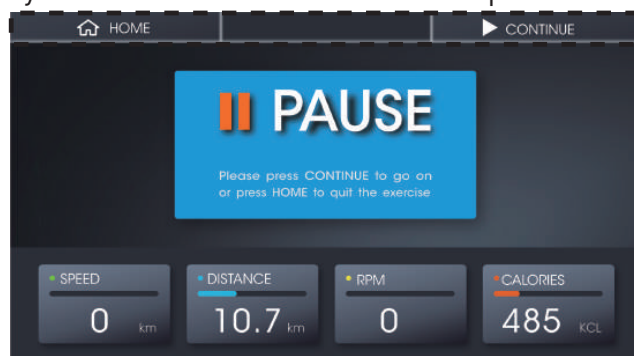 HOME
CONTINUE
PAUSE
Please press CONTINUE to go on
or press HOME to quit the exercise
SPEED
DISTANCE
RPM
CALORIES
0 km
10.7 km
0
485 KCL